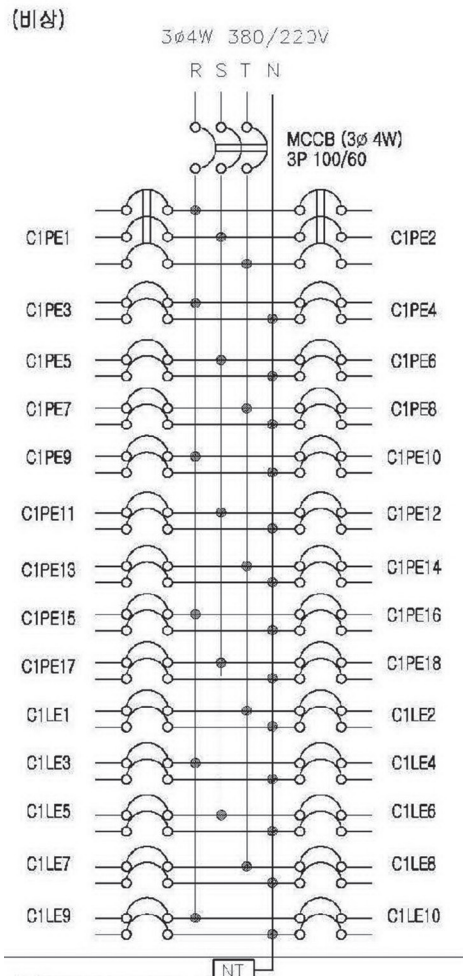 (비상)
3ø4W 380/220V
R S T N
MCCB (3ø 4W)
3P 100/60
C1PE1 C1PE2
C1PE3 C1PE4
C1PE5 C1PE6
C1PE7 C1PE8
C1PE9 C1PE10
C1PE11 C1PE12
C1PE13 C1PE14
C1PE15 C1PE16
C1PE17 C1PE18
C1LE1 C1LE2
C1LE3 C1LE4
C1LE5 C1LE6
C1LE7 C1LE8
C1LE9 C1LE10
NT